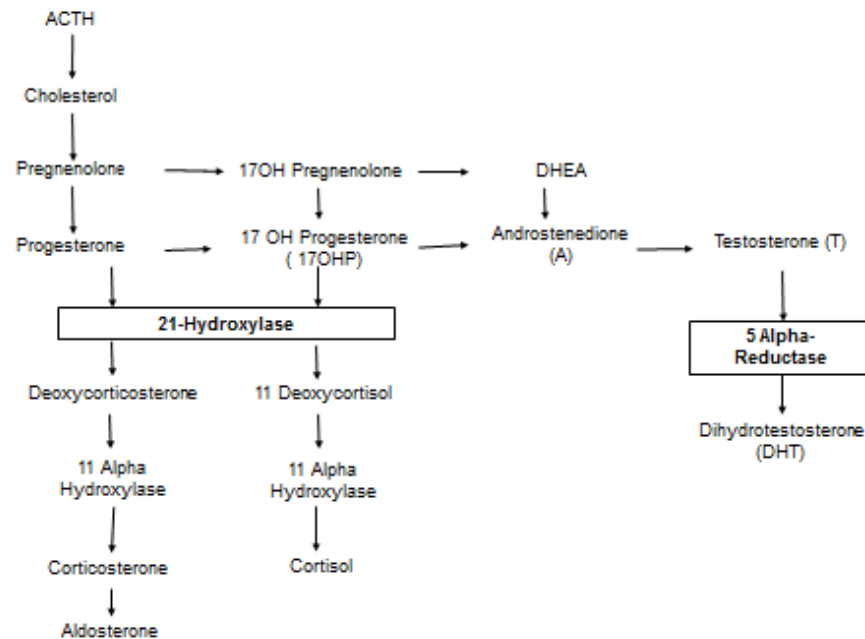 ACTH
Cholesterol
Pregnenolone
17OH Pregnenolone
DHEA
Progesterone
17 OH Progesterone
( 17OHP)
Androstenedione
(A)
Testosterone (T)
21-Hydroxylase
5 Alpha-
Reductase
Deoxycorticosterone
11 Deoxycortisol
Dihydrotestosterone
(DHT)
11 Alpha
Hydroxylase
11 Alpha
Hydroxylase
Corticosterone
Cortisol
Aldosterone